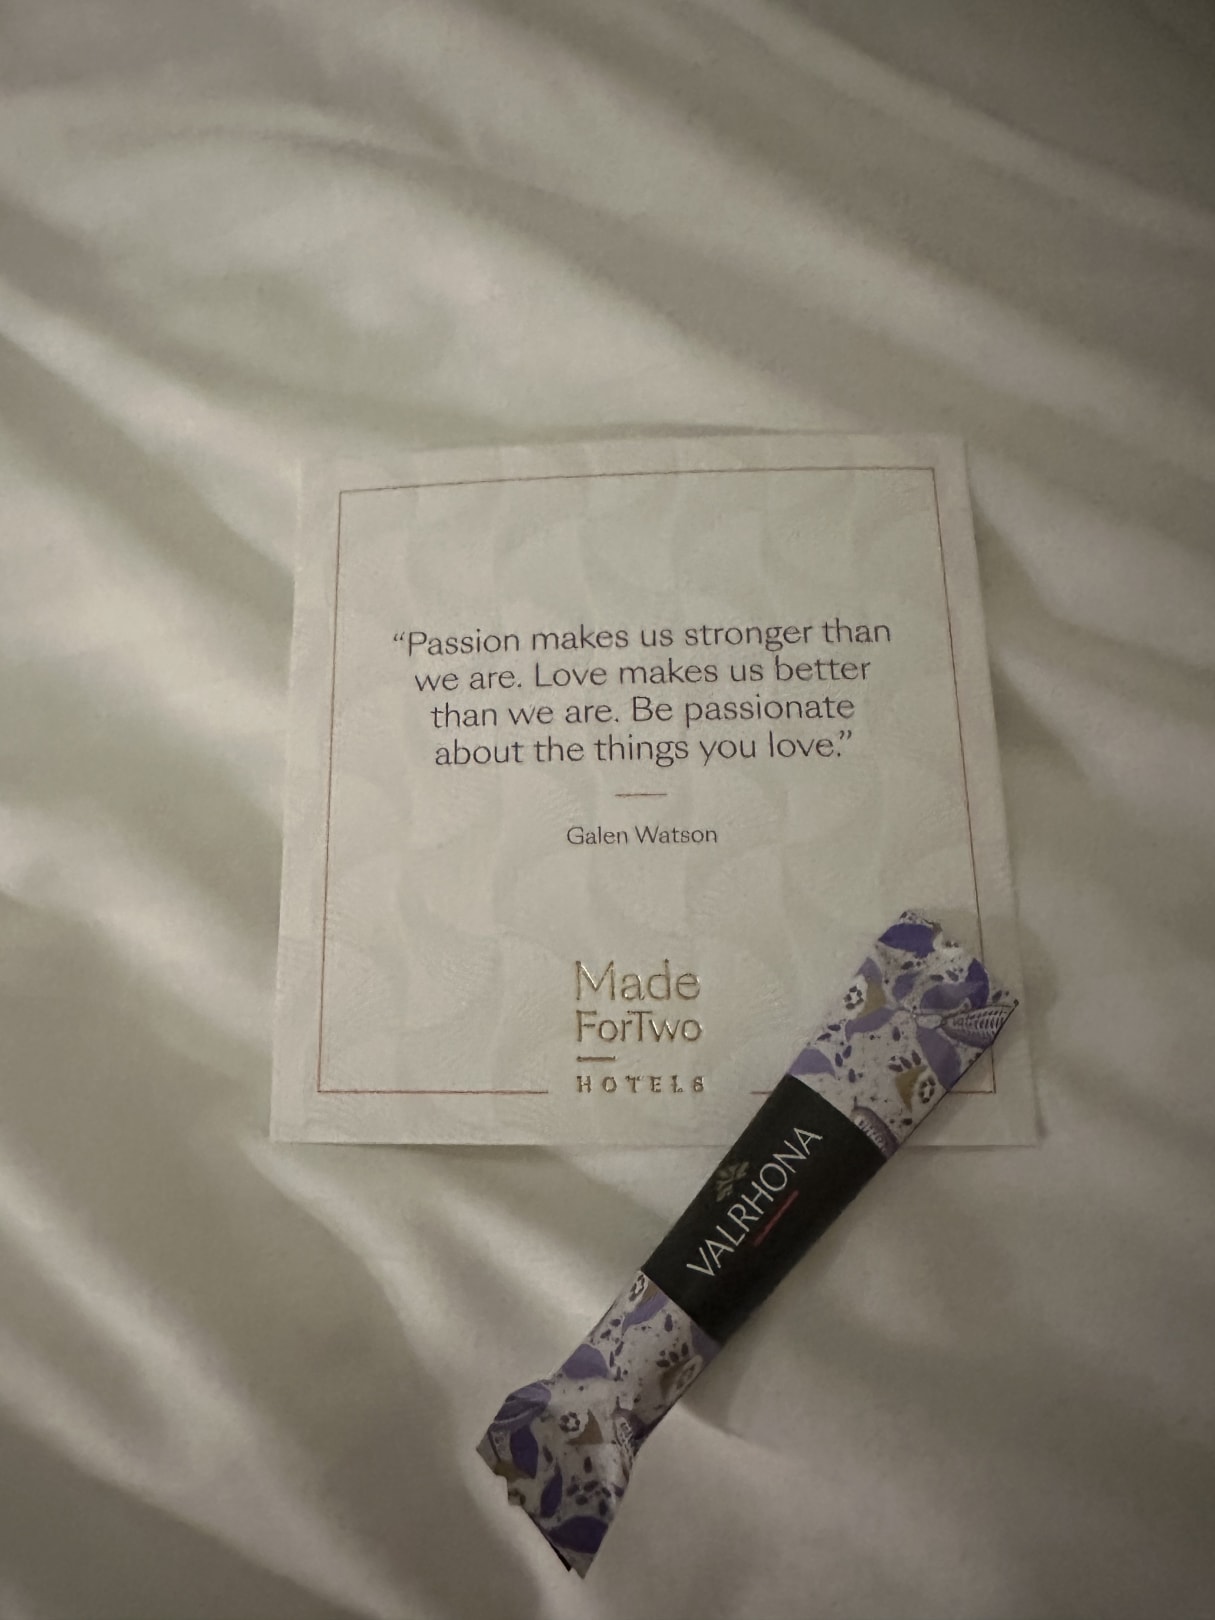 “Passion makes us stronger than
we are. Love makes us better
than we are. Be passionate
about the things you love.”
Galen Watson
Made
ForTwo
HOTELS
VALRHONA